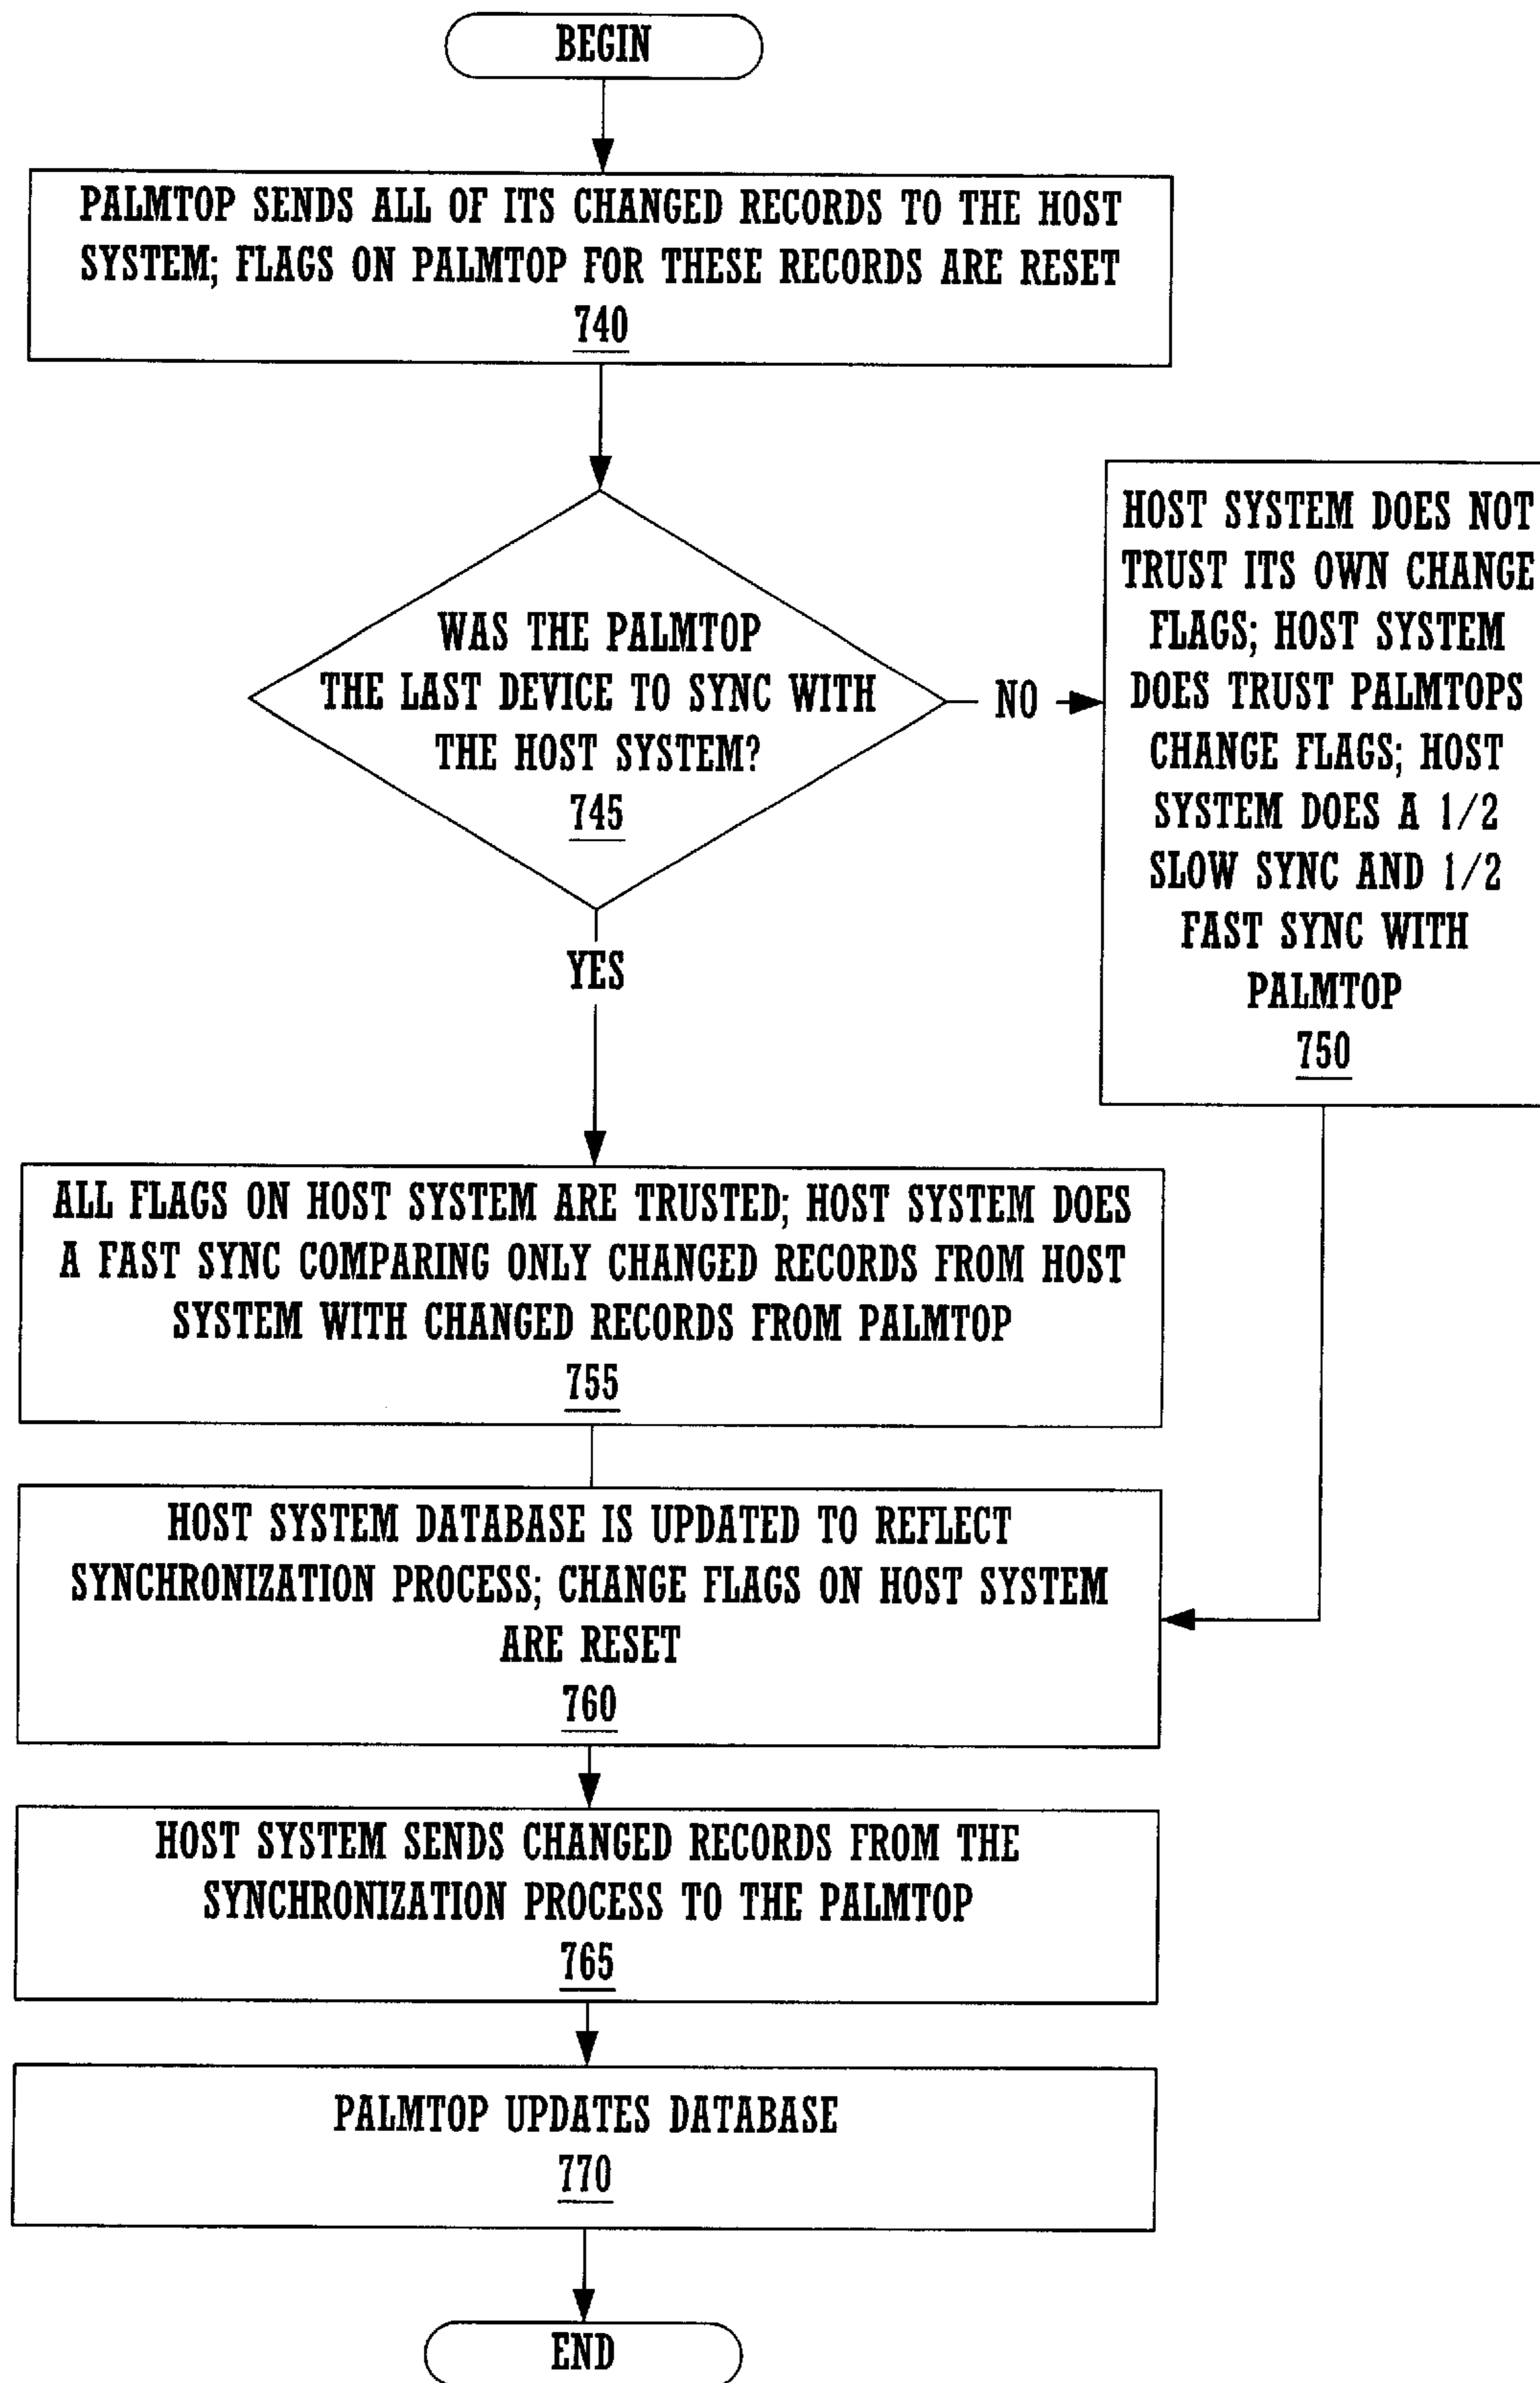 BEGIN
PALMTOP SENDS ALL OF ITS CHANGED RECORDS TO THE HOST
SYSTEM; FLAGS ON PALMTOP FOR THESE RECORDS ARE RESET
740
WAS THE PALMTOP
THE LAST DEVICE TO SYNC WITH
THE HOST SYSTEM?
745
NO
HOST SYSTEM DOES NOT
TRUST ITS OWN CHANGE
FLAGS; HOST SYSTEM
DOES TRUST PALMTOPS
CHANGE FLAGS; HOST
SYSTEM DOES A 1/2
SLOW SYNC AND 1/2
FAST SYNC WITH
PALMTOP
750
YES
ALL FLAGS ON HOST SYSTEM ARE TRUSTED; HOST SYSTEM DOES
A FAST SYNC COMPARING ONLY CHANGED RECORDS FROM HOST
SYSTEM WITH CHANGED RECORDS FROM PALMTOP
755
HOST SYSTEM DATABASE IS UPDATED TO REFLECT
SYNCHRONIZATION PROCESS; CHANGE FLAGS ON HOST SYSTEM
ARE RESET
760
HOST SYSTEM SENDS CHANGED RECORDS FROM THE
SYNCHRONIZATION PROCESS TO THE PALMTOP
765
PALMTOP UPDATES DATABASE
770
END